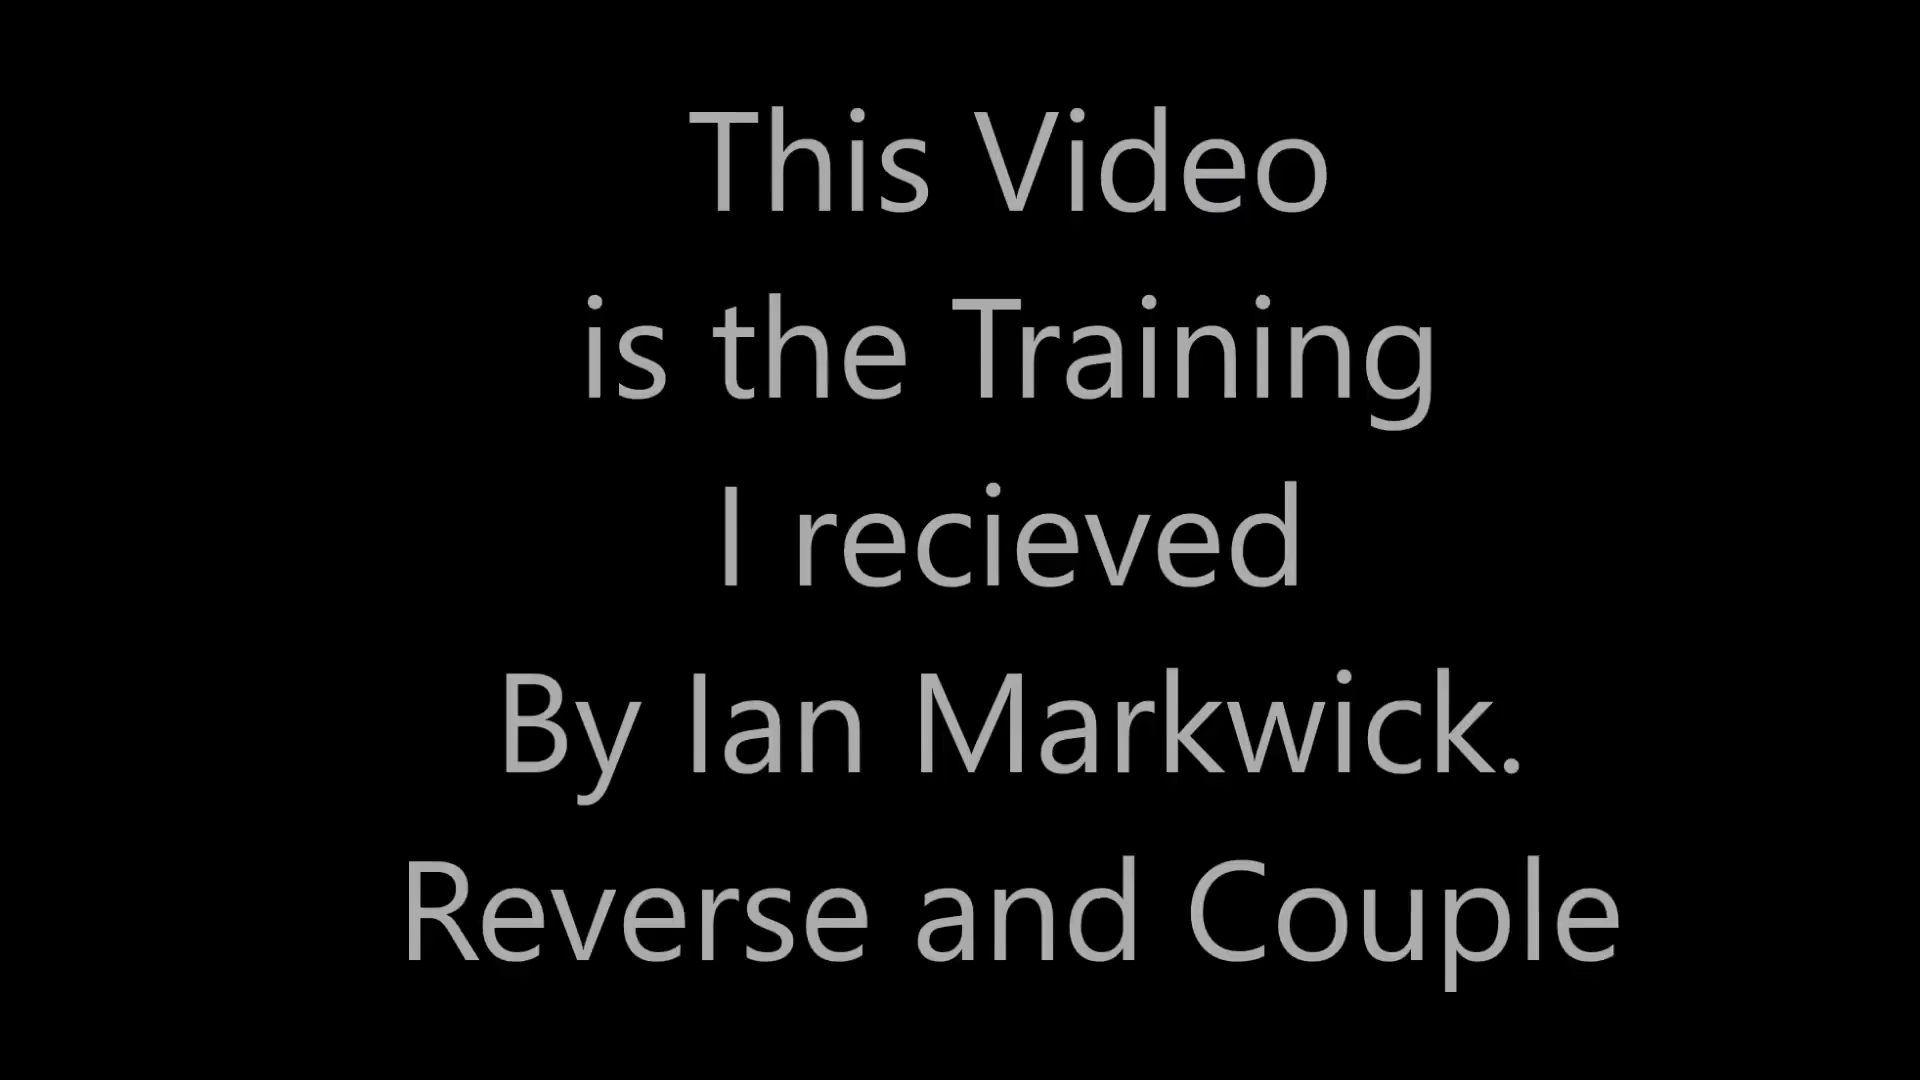 This Video
is the Training
I recieved
By Ian Markwick.
Reverse and Couple